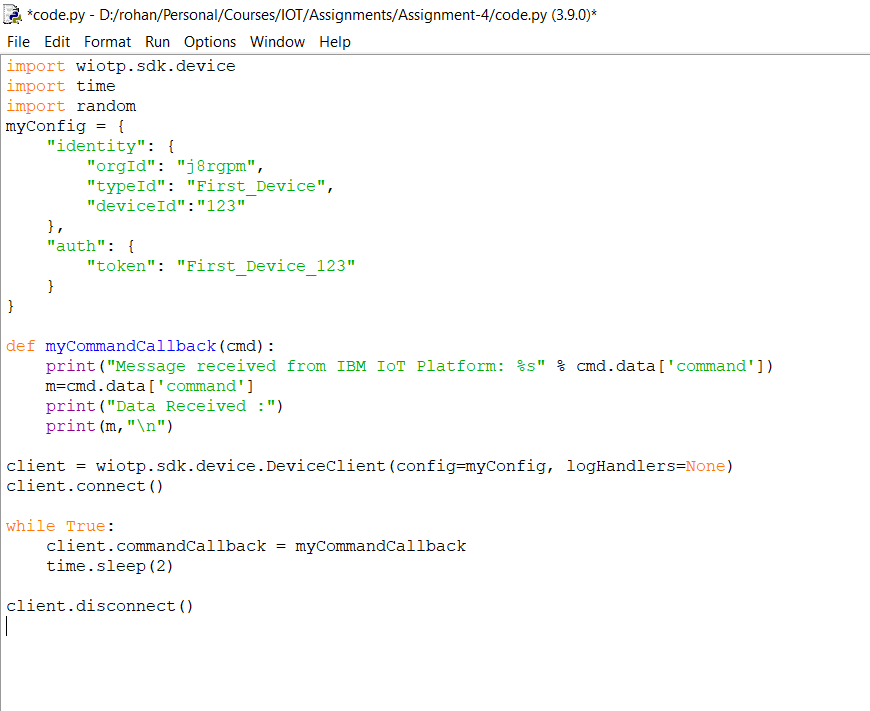 *code.py - D:/rohan/Personal/Courses/IOT/Assignments/Assignment-4/code.py (3.9.0)*
File Edit Format Run Options Window Help
import wiotp.sdk.device
import time
import random
myConfig = {
    "identity": {
        "orgId": "j8rgpm",
        "typeId": "First_Device",
        "deviceId":"123"
    },
    "auth": {
        "token": "First_Device_123"
    }
}
def myCommandCallback(cmd):
    print("Message received from IBM IoT Platform: %s" % cmd.data['command'])
    m=cmd.data['command']
    print("Data Received :")
    print(m,"\n")
client = wiotp.sdk.device.DeviceClient(config=myConfig, logHandlers=None)
client.connect()
while True:
    client.commandCallback = myCommandCallback
    time.sleep(2)
client.disconnect()